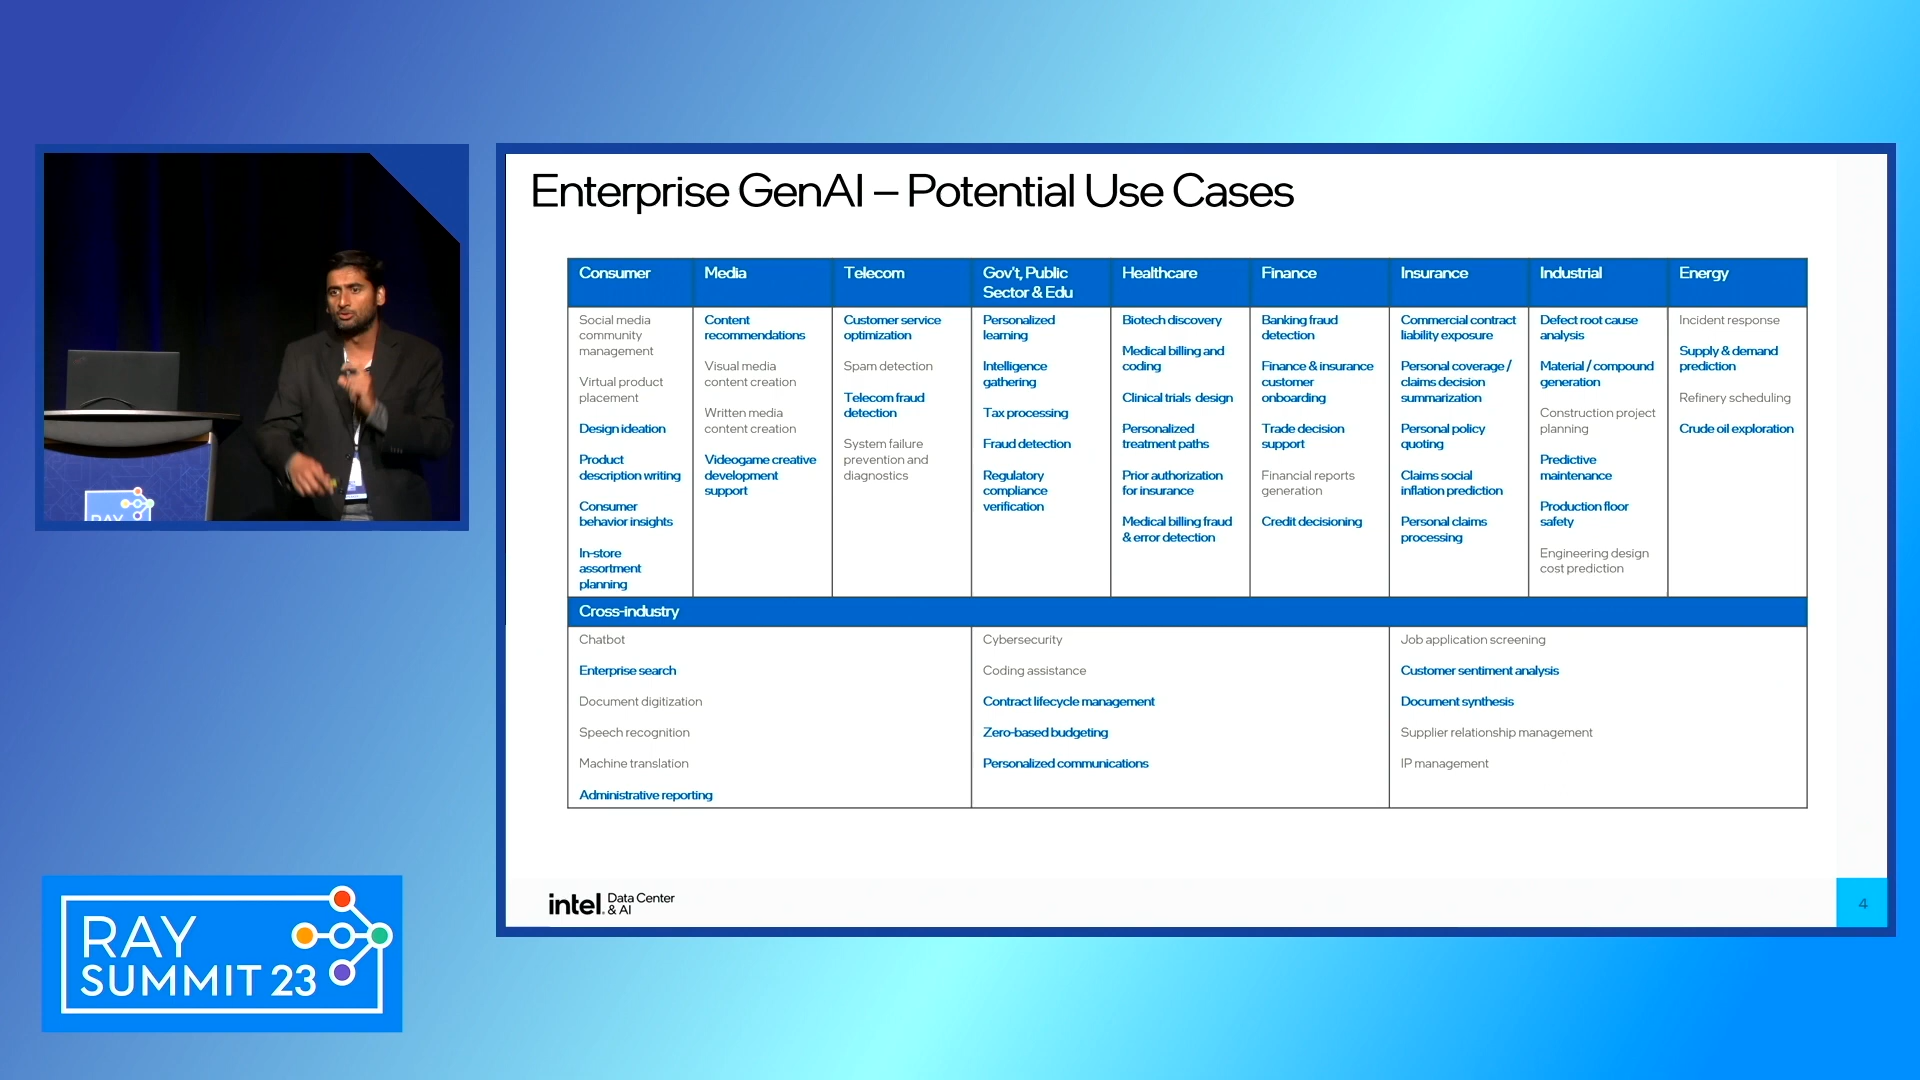 Enterprise GenAI – Potential Use Cases
Consumer
Social media
community
management
Virtual product
placement
Design ideation
Product
description writing
Consumer
behavior insights
In-store
assortment
planning
Media
Content
recommendations
Visual media
content creation
Written media
content creation
Videogame creative
development
support
Telecom
Customer service
optimization
Spam detection
Telecom fraud
detection
System failure
prevention and
diagnostics
Gov't, Public
Sector & Edu
Personalized
learning
Intelligence
gathering
Tax processing
Fraud detection
Regulatory
compliance
verification
Healthcare
Biotech discovery
Medical billing and
coding
Clinical trials design
Personalized
treatment paths
Prior authorization
for insurance
Medical billing fraud
& error detection
Finance
Banking fraud
detection
Finance & insurance
customer
onboarding
Trade decision
support
Financial reports
generation
Credit decisioning
Insurance
Commercial contract
liability exposure
Personal coverage /
claims decision
summarization
Personal policy
quoting
Claims social
inflation prediction
Personal claims
processing
Industrial
Defect root cause
analysis
Material / compound
generation
Construction project
planning
Predictive
maintenance
Production floor
safety
Engineering design
cost prediction
Energy
Incident response
Supply & demand
prediction
Refinery scheduling
Crude oil exploration
Cross-industry
Chatbot
Enterprise search
Document digitization
Speech recognition
Machine translation
Administrative reporting
Cybersecurity
Coding assistance
Contract lifecycle management
Zero-based budgeting
Personalized communications
Job application screening
Customer sentiment analysis
Document synthesis
Supplier relationship management
IP management
intel. Data Center
& AI
4
RAY
RAY
SUMMIT 23